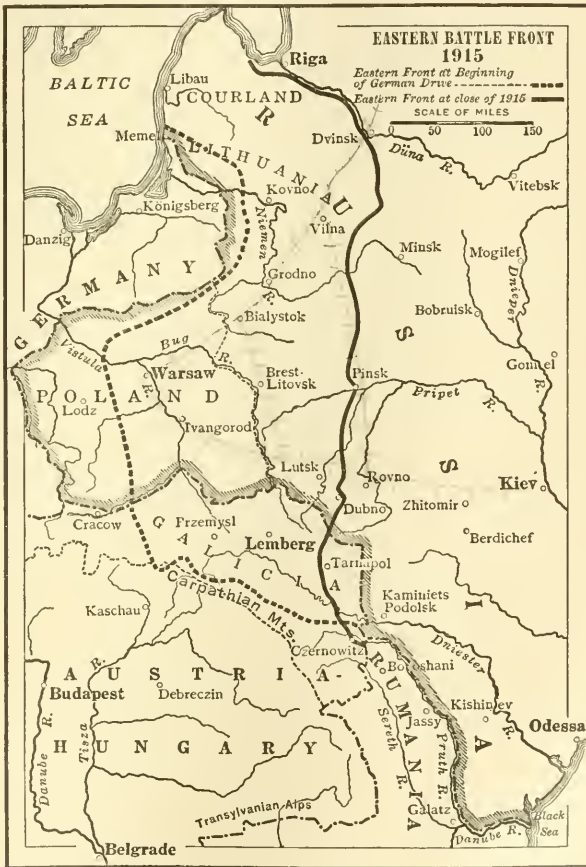 EASTERN BATTLE FRONT
1915
Eastern Front at Beginning
of German Drive
Eastern Front at close of 1915
SCALE OF MILES
0 50 100 150
BALTIC
SEA
Riga
Libau
COURLAND
Memel
LITHUANIA
Dvinsk
Düna R.
Vitebsk
Königsberg
Kovno
Niemen R.
Vilna
Danzig
Minsk
Mogilef
Dnieper R.
GERMANY
Grodno
Bialystok
Bobruisk
Vistula R.
Bug R.
Warsaw
Brest-
Litovsk
Pinsk
Gomel
POLAND
Lodz
Ivangorod
Pripet R.
RUSSIA
Lutsk
Rovno
Kiev
Dubno
Zhitomir
Cracow
Przemysl
Lemberg
Berdichef
GALICIA
Tarnapol
Carpathian Mts.
Kaminiets
Podolsk
Kaschau
Czernowitz
Dniester R.
AUSTRIA-
HUNGARY
Botoshani
Budapest
Debreczin
Kishinev
Odessa
Danube R.
Tisza R.
RUMANIA
Jassy
Sereth R.
Pruth R.
Transylvanian Alps
Galatz
Black
Sea
Danube R.
Belgrade